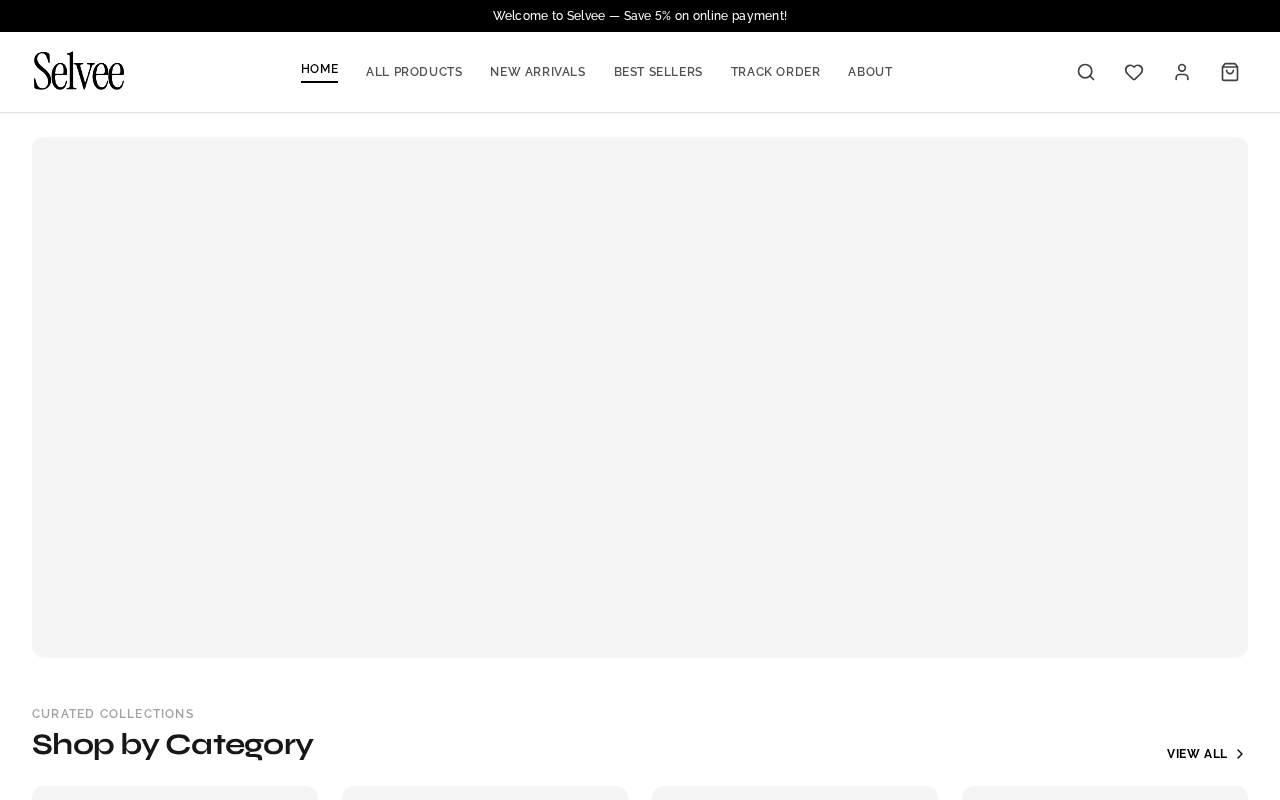 Welcome to Selvee — Save 5% on online payment!
Selvee
HOME
ALL PRODUCTS
NEW ARRIVALS
BEST SELLERS
TRACK ORDER
ABOUT
CURATED COLLECTIONS
Shop by Category
VIEW ALL